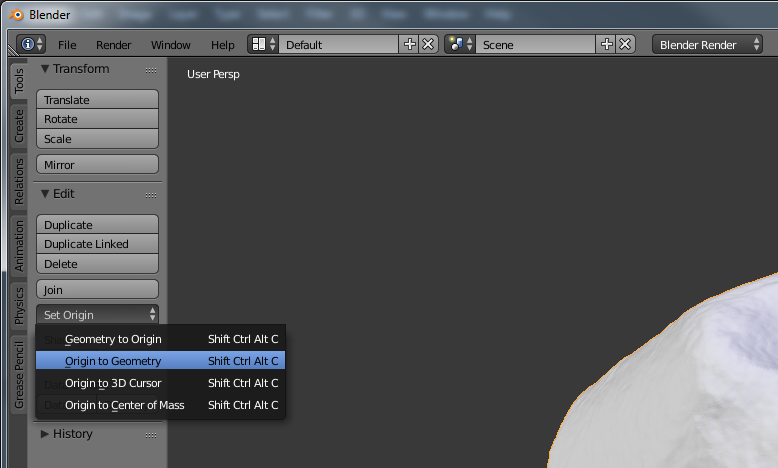 Blender
File Render Window Help Default Scene Blender Render
Tools
Create
Relations
Animation
Physics
Grease Pencil
Transform
Translate
Rotate
Scale
Mirror
Edit
Duplicate
Duplicate Linked
Delete
Join
Set Origin
Geometry to Origin Shift Ctrl Alt C
Origin to Geometry Shift Ctrl Alt C
Origin to 3D Cursor Shift Ctrl Alt C
Origin to Center of Mass Shift Ctrl Alt C
History
User Persp